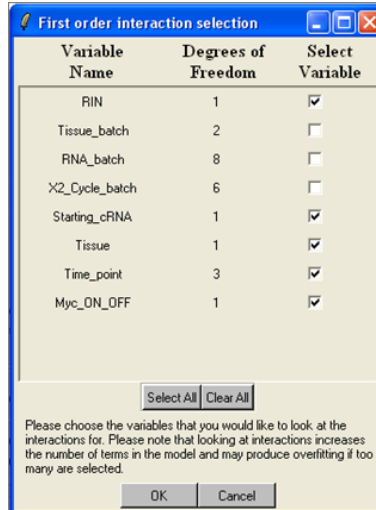 First order interaction selection
Variable Name Degrees of Freedom Select Variable
RIN 1
Tissue_batch 2
RNA_batch 8
X2_Cycle_batch 6
Starting_cRNA 1
Tissue 1
Time_point 3
Myc_ON_OFF 1
Select All Clear All
Please choose the variables that you would like to look at the
interactions for. Please note that looking at interactions increases
the number of terms in the model and may produce overfitting if too
many are selected.
OK Cancel